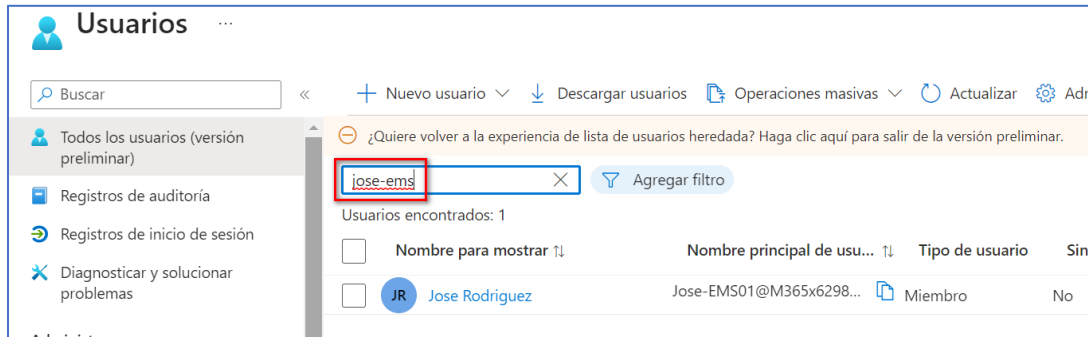 Usuarios ...
Buscar
«
Todos los usuarios (versión
preliminar)
Registros de auditoría
Registros de inicio de sesión
Diagnosticar y solucionar
problemas
Nuevo usuario
Descargar usuarios
Operaciones masivas
Actualizar
¿Quiere volver a la experiencia de lista de usuarios heredada? Haga clic aquí para salir de la versión preliminar.
jose-ems
Agregar filtro
Usuarios encontrados: 1
Nombre para mostrar ↑↓ Nombre principal de usu... ↑↓ Tipo de usuario Sin
JR Jose Rodriguez Jose-EMS01@M365x6298... Miembro No